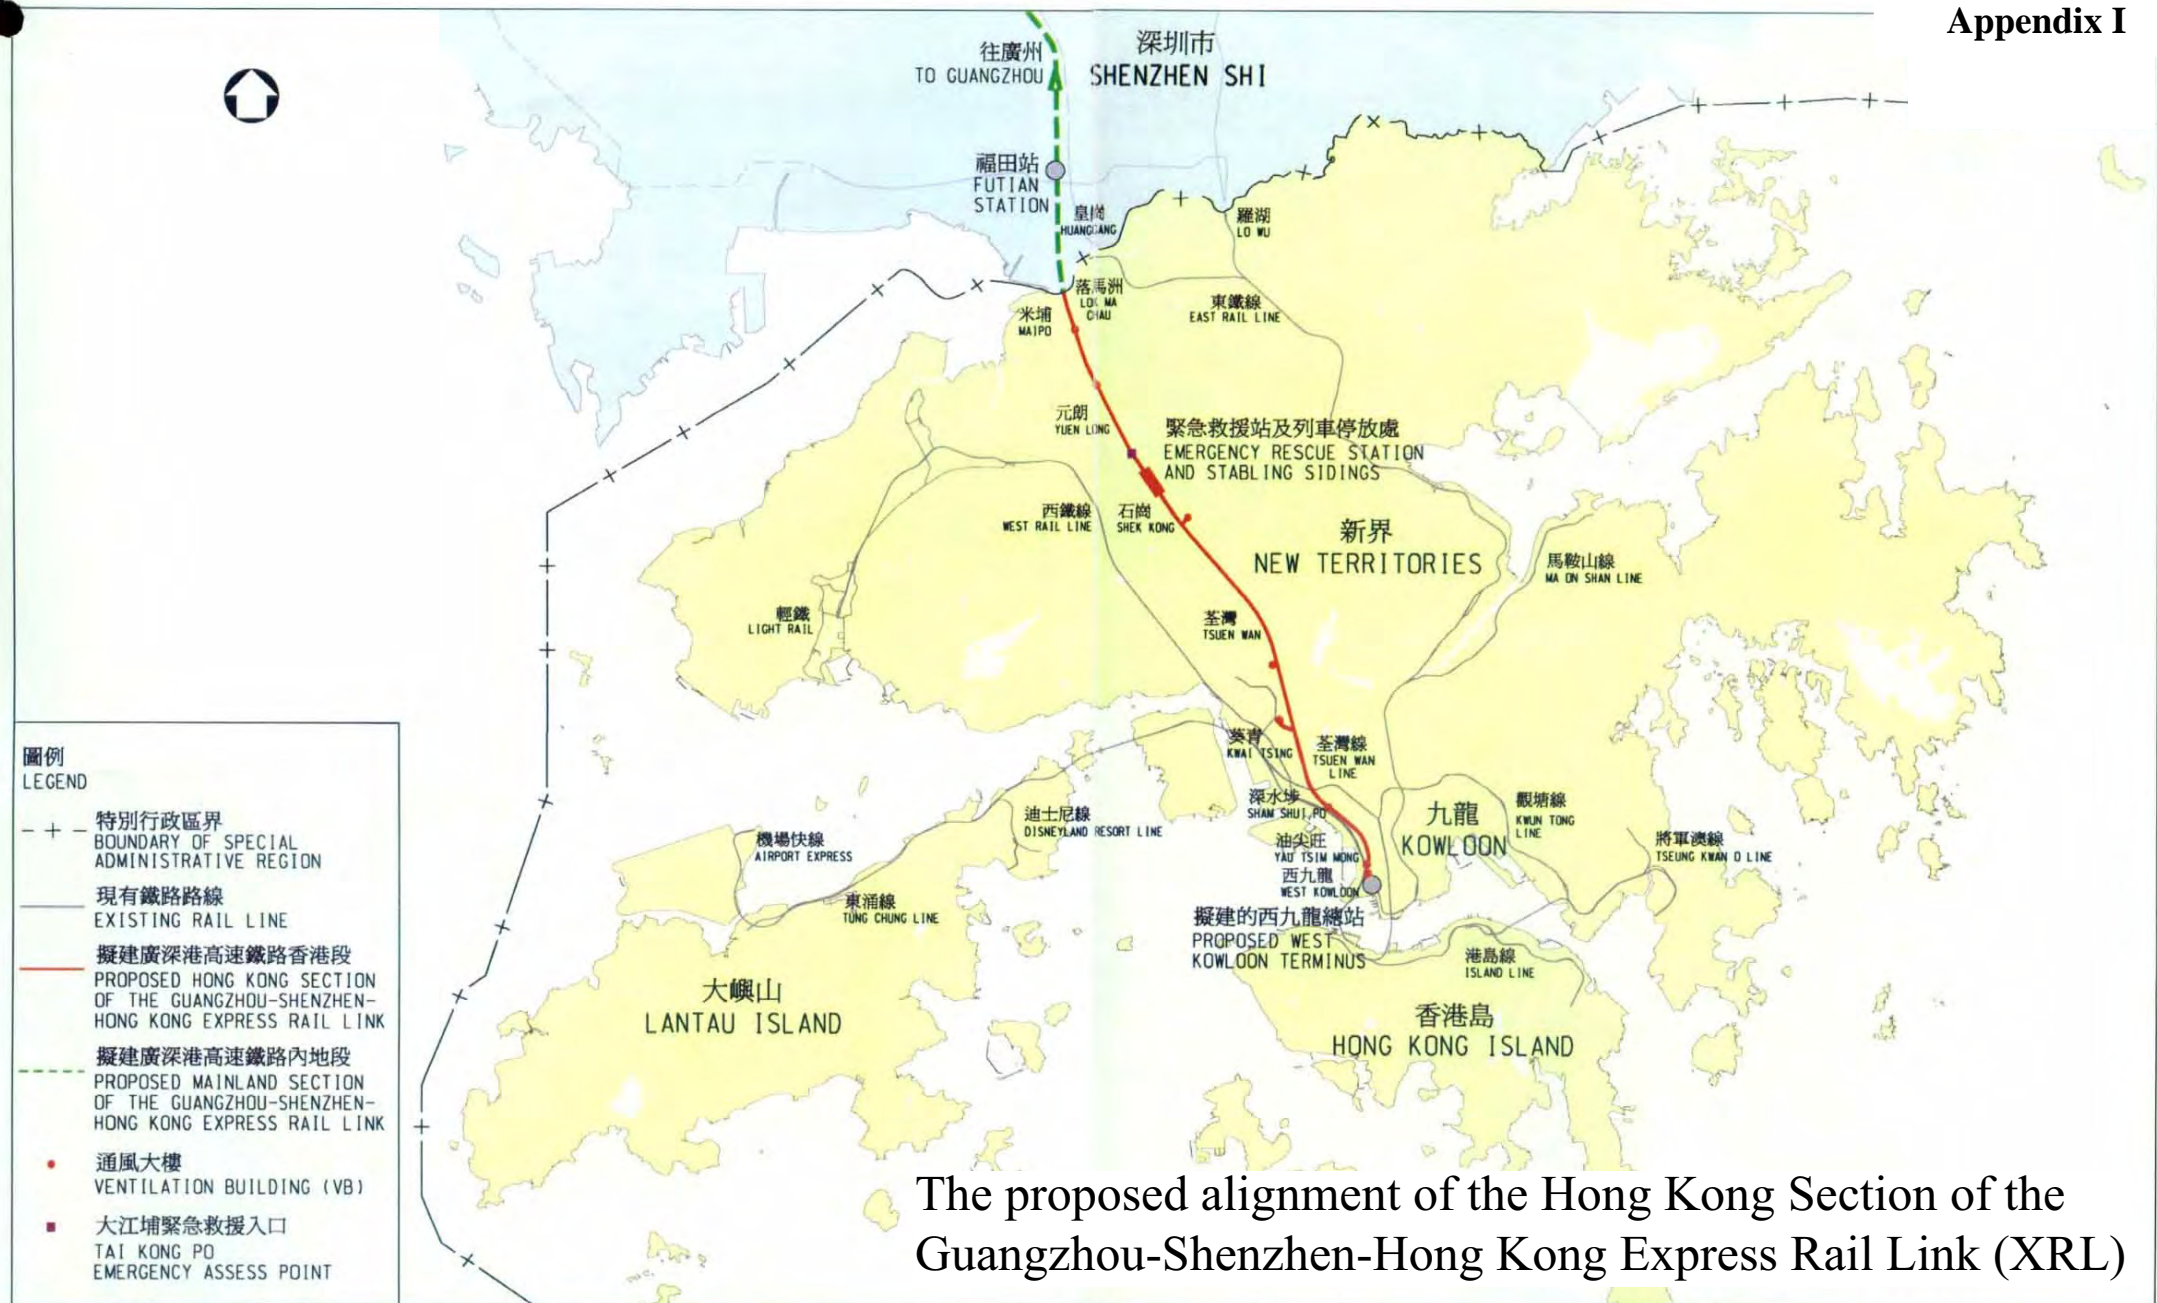 Appendix I
往廣州
TO GUANGZHOU
深圳市
SHENZHEN SHI
福田站
FUTIAN
STATION
皇崗
HUANGGANG
羅湖
LO WU
落馬洲
LOK MA
CHAU
米埔
MAIPO
東鐵線
EAST RAIL LINE
元朗
YUEN LONG
緊急救援站及列車停放處
EMERGENCY RESCUE STATION
AND STABLING SIDINGS
西鐵線
WEST RAIL LINE
石崗
SHEK KONG
新界
NEW TERRITORIES
馬鞍山線
MA ON SHAN LINE
輕鐵
LIGHT RAIL
荃灣
TSUEN WAN
葵青
KWAI TSING
荃灣線
TSUEN WAN
LINE
深水埗
SHAM SHUI PO
迪士尼線
DISNEYLAND RESORT LINE
機場快線
AIRPORT EXPRESS
九龍
KOWLOON
觀塘線
KWUN TONG
LINE
將軍澳線
TSEUNG KWAN O LINE
油尖旺
YAU TSIM MONG
西九龍
WEST KOWLOON
東涌線
TUNG CHUNG LINE
擬建的西九龍總站
PROPOSED WEST
KOWLOON TERMINUS
港島線
ISLAND LINE
大嶼山
LANTAU ISLAND
香港島
HONG KONG ISLAND
圖例
LEGEND
特別行政區界
BOUNDARY OF SPECIAL
ADMINISTRATIVE REGION
現有鐵路路線
EXISTING RAIL LINE
擬建廣深港高速鐵路香港段
PROPOSED HONG KONG SECTION
OF THE GUANGZHOU-SHENZHEN-
HONG KONG EXPRESS RAIL LINK
擬建廣深港高速鐵路內地段
PROPOSED MAINLAND SECTION
OF THE GUANGZHOU-SHENZHEN-
HONG KONG EXPRESS RAIL LINK
通風大樓
VENTILATION BUILDING (VB)
大江埔緊急救援入口
TAI KONG PO
EMERGENCY ASSESS POINT
The proposed alignment of the Hong Kong Section of the
Guangzhou-Shenzhen-Hong Kong Express Rail Link (XRL)